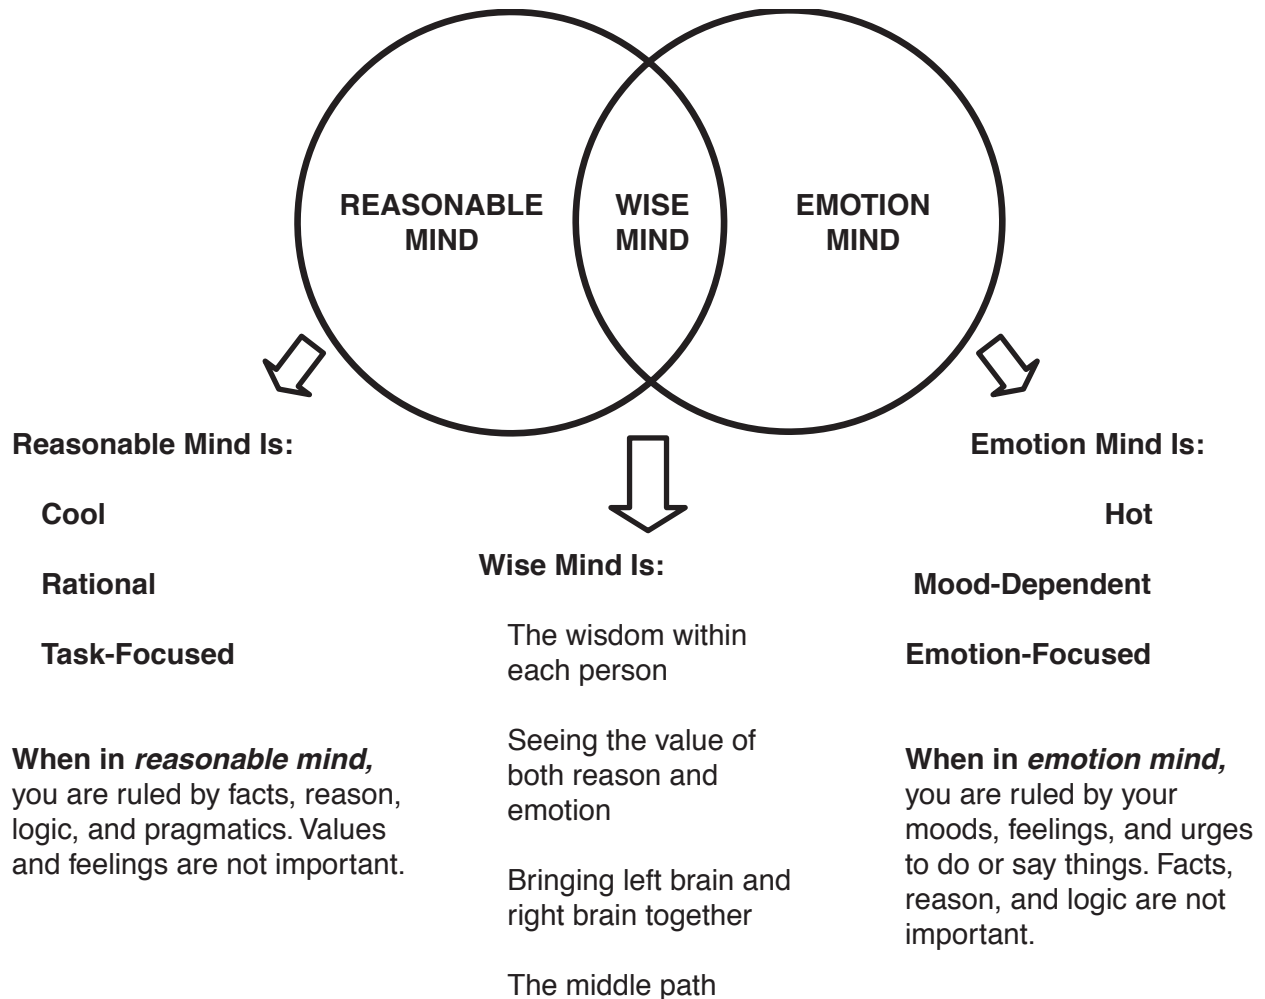 REASONABLE
MIND
WISE
MIND
EMOTION
MIND
Reasonable Mind Is:
Cool
Rational
Task-Focused
When in reasonable mind,
you are ruled by facts, reason,
logic, and pragmatics. Values
and feelings are not important.
Wise Mind Is:
The wisdom within
each person
Seeing the value of
both reason and
emotion
Bringing left brain and
right brain together
The middle path
Emotion Mind Is:
Hot
Mood-Dependent
Emotion-Focused
When in emotion mind,
you are ruled by your
moods, feelings, and urges
to do or say things. Facts,
reason, and logic are not
important.